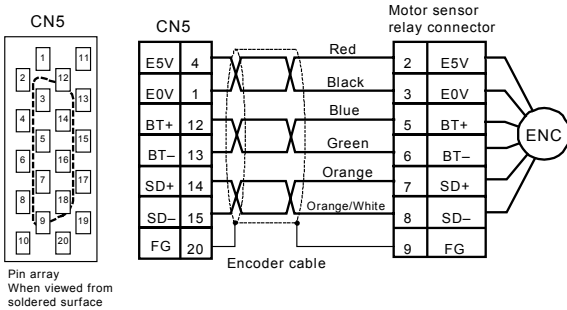 CN5
1
11
2
12
3
13
4
14
5
15
6
16
7
17
8
18
9
19
10
20
Pin array
When viewed from
soldered surface
CN5
Motor sensor
relay connector
E5V 4 Red 2 E5V
E0V 1 Black 3 E0V
BT+ 12 Blue 5 BT+
BT– 13 Green 6 BT–
SD+ 14 Orange 7 SD+
SD– 15 Orange/White 8 SD–
FG 20 9 FG
ENC
Encoder cable